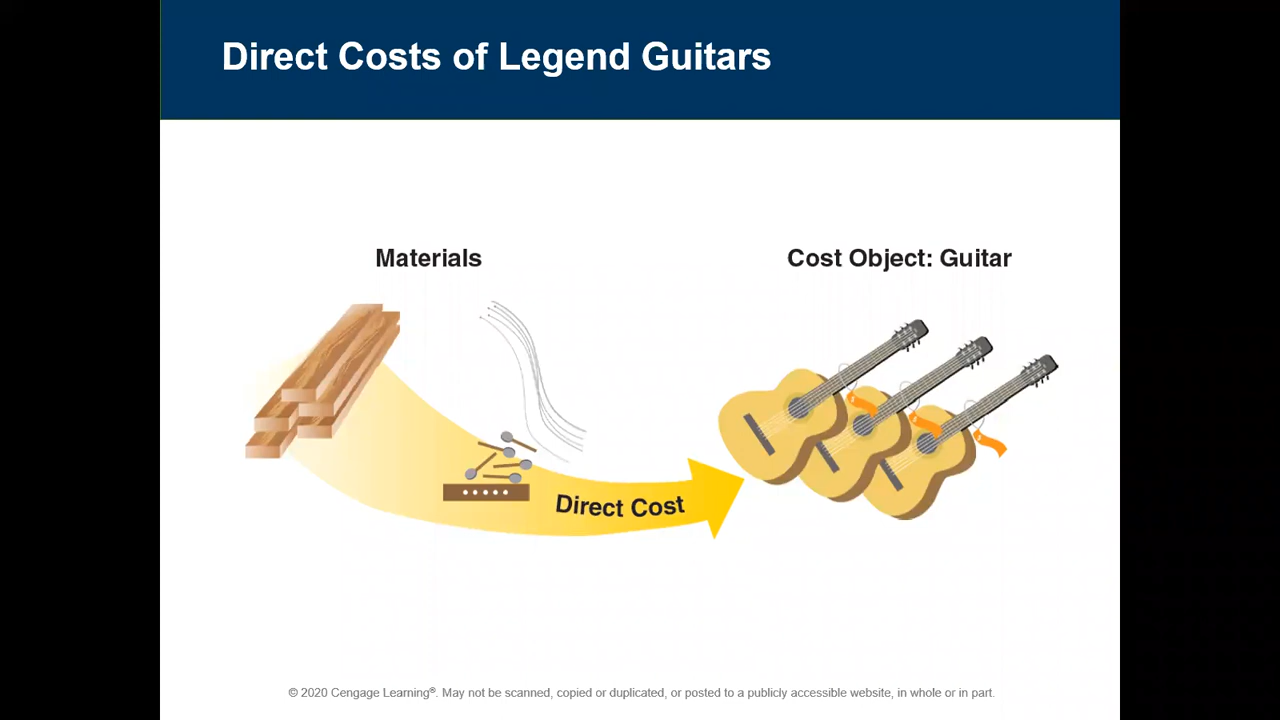 Direct Costs of Legend Guitars
Materials
Cost Object: Guitar
Direct Cost
© 2020 Cengage Learning®. May not be scanned, copied or duplicated, or posted to a publicly accessible website, in whole or in part.